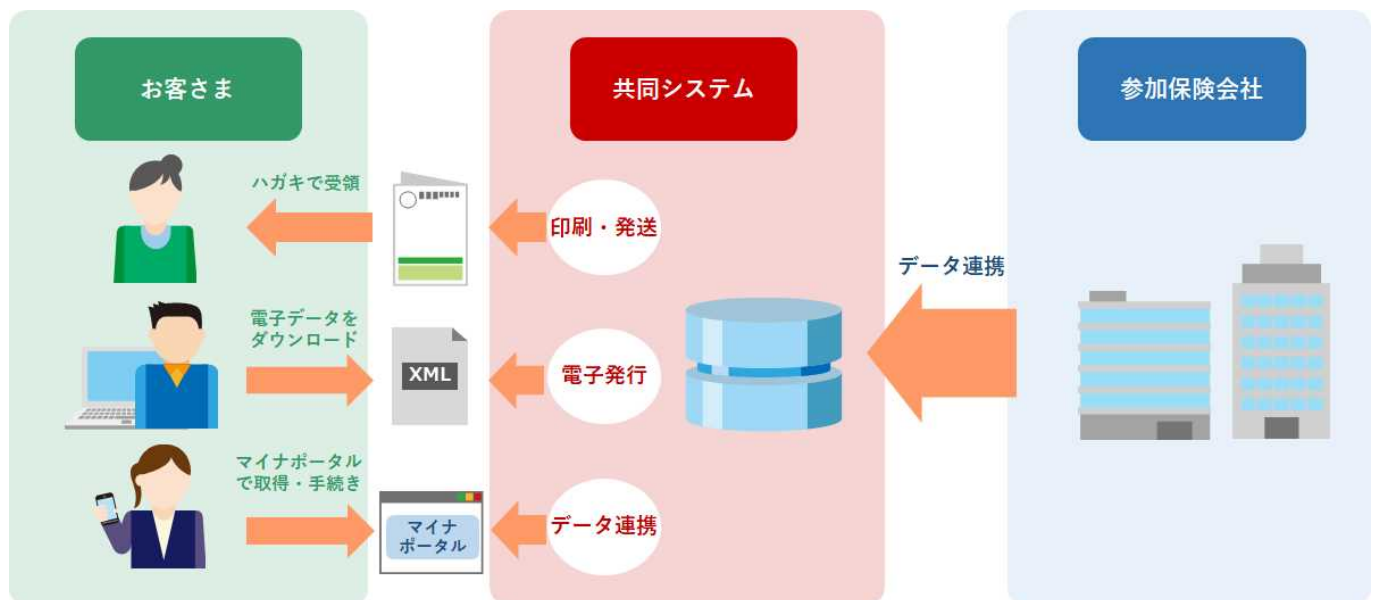 お客さま
共同システム
参加保険会社
ハガキで受領
印刷・発送
データ連携
電子データを
ダウンロード
XML
電子発行
マイナポータル
で取得・手続き
マイナ
ポータル
データ連携